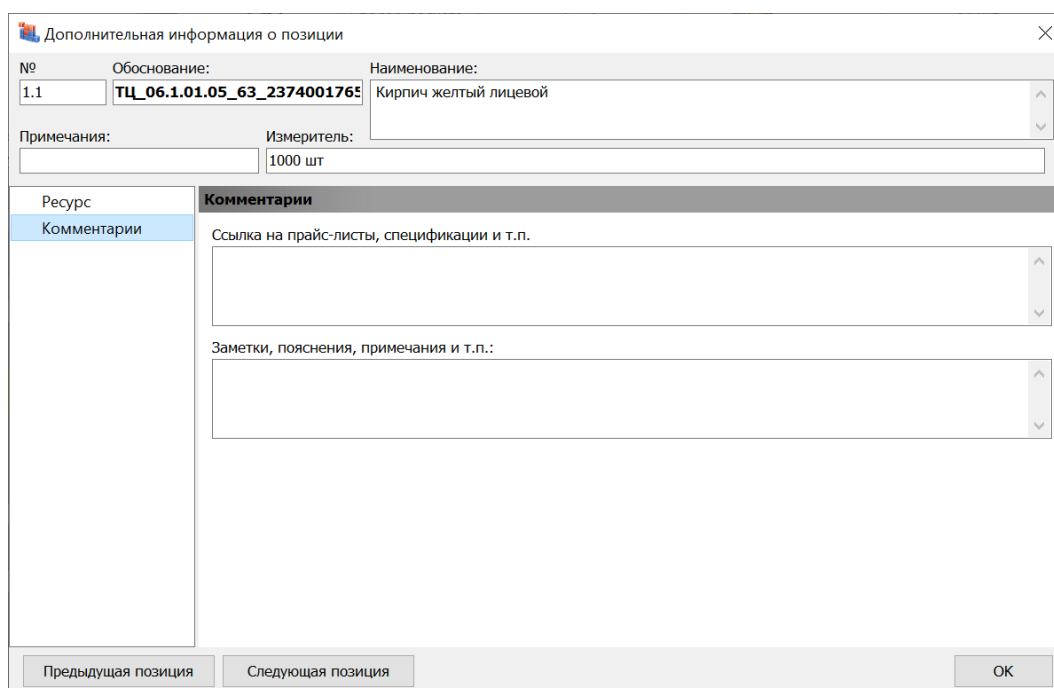 Дополнительная информация о позиции
№ Обоснование: Наименование:
1.1 ТЦ_06.1.01.05_63_2374001765 Кирпич желтый лицевой
Примечания: Измеритель:
1000 шт
Ресурс
Комментарии
Комментарии
Ссылка на прайс-листы, спецификации и т.п.
Заметки, пояснения, примечания и т.п.:
Предыдущая позиция Следующая позиция OK